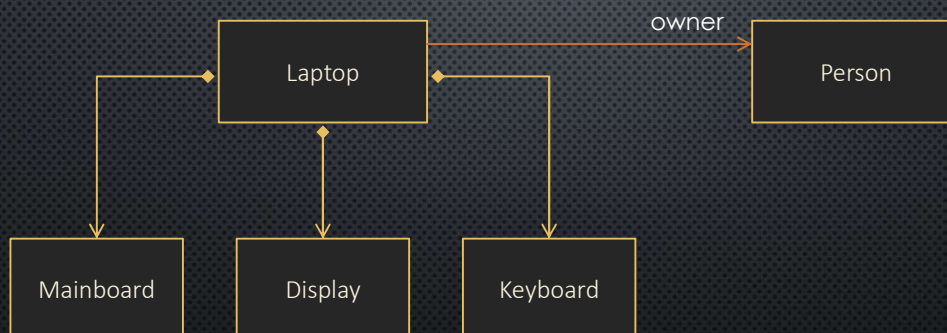 owner
Laptop
Person
Mainboard
Display
Keyboard